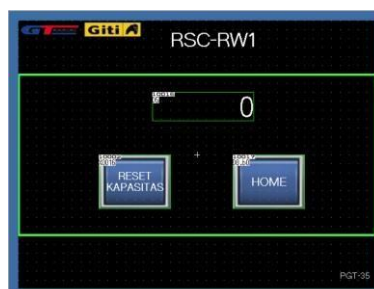 GT Giti
RSC-RW1
0
RESET
KAPASITAS
HOME
PGT-35